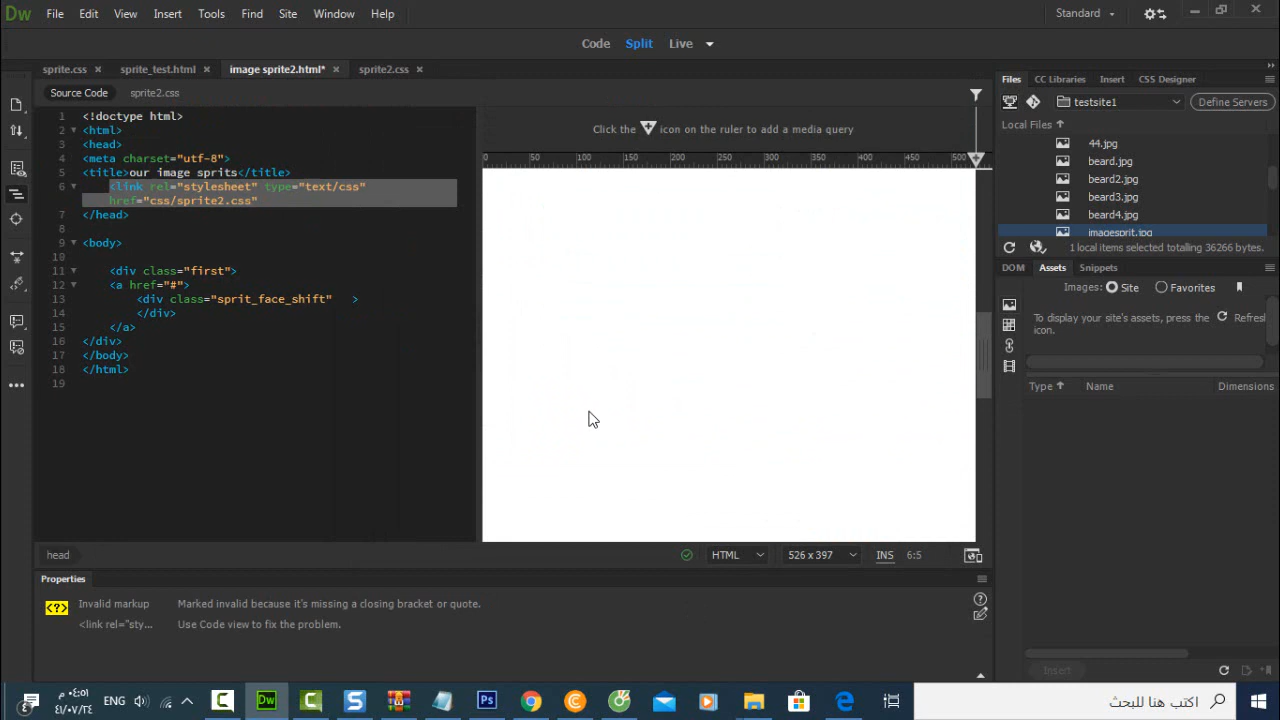 Dw File Edit View Insert Tools Find Site Window Help Standard
Code Split Live
sprite.css sprite_test.html image sprite2.html* sprite2.css
Source Code sprite2.css
1 <!doctype html>
2 <html>
3 <head>
4 <meta charset="utf-8">
5 <title>our image sprits</title>
6 <link rel="stylesheet" type="text/css"
href="css/sprite2.css"
7 </head>
8
9 <body>
10
11 <div class="first">
12 <a href="#">
13 <div class="sprit_face_shift" >
14 </div>
15 </a>
16 </div>
17 </body>
18 </html>
19
Click the icon on the ruler to add a media query
0 50 100 150 200 250 300 350 400 450 500
head
HTML 526 x 397 INS 6:5
Properties
Invalid markup Marked invalid because it's missing a closing bracket or quote.
<link rel="sty... Use Code view to fix the problem.
Files CC Libraries Insert CSS Designer
testsite1 Define Servers
Local Files
44.jpg
beard.jpg
beard2.jpg
beard3.jpg
beard4.jpg
imagesprit.jpg
1 local items selected totalling 36266 bytes.
DOM Assets Snippets
Images: Site Favorites
To display your site's assets, press the Refresh
icon.
Type Name Dimensions
Insert
ENG
اكتب هنا للبحث